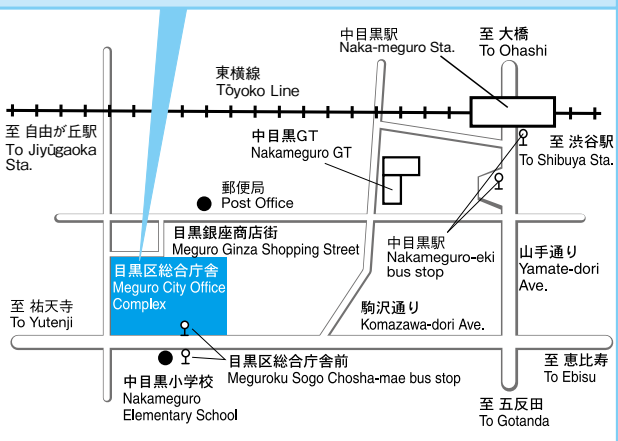 中目黒駅
Naka-meguro Sta.
至 大橋
To Ohashi
東横線
Tōyoko Line
至 自由が丘駅
To Jiyūgaoka
Sta.
中目黒GT
Nakameguro GT
至 渋谷駅
To Shibuya Sta.
郵便局
Post Office
目黒銀座商店街
Meguro Ginza Shopping Street
中目黒駅
Nakameguro-eki
bus stop
山手通り
Yamate-dori
Ave.
目黒区総合庁舎
Meguro City Office
Complex
至 祐天寺
To Yutenji
駒沢通り
Komazawa-dori Ave.
目黒区総合庁舎前
Meguroku Sogo Chosha-mae bus stop
至 恵比寿
To Ebisu
中目黒小学校
Nakameguro
Elementary School
至 五反田
To Gotanda